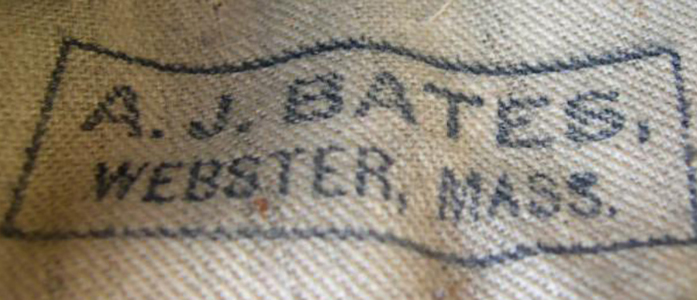 A. J. BATES,
WEBSTER, MASS.